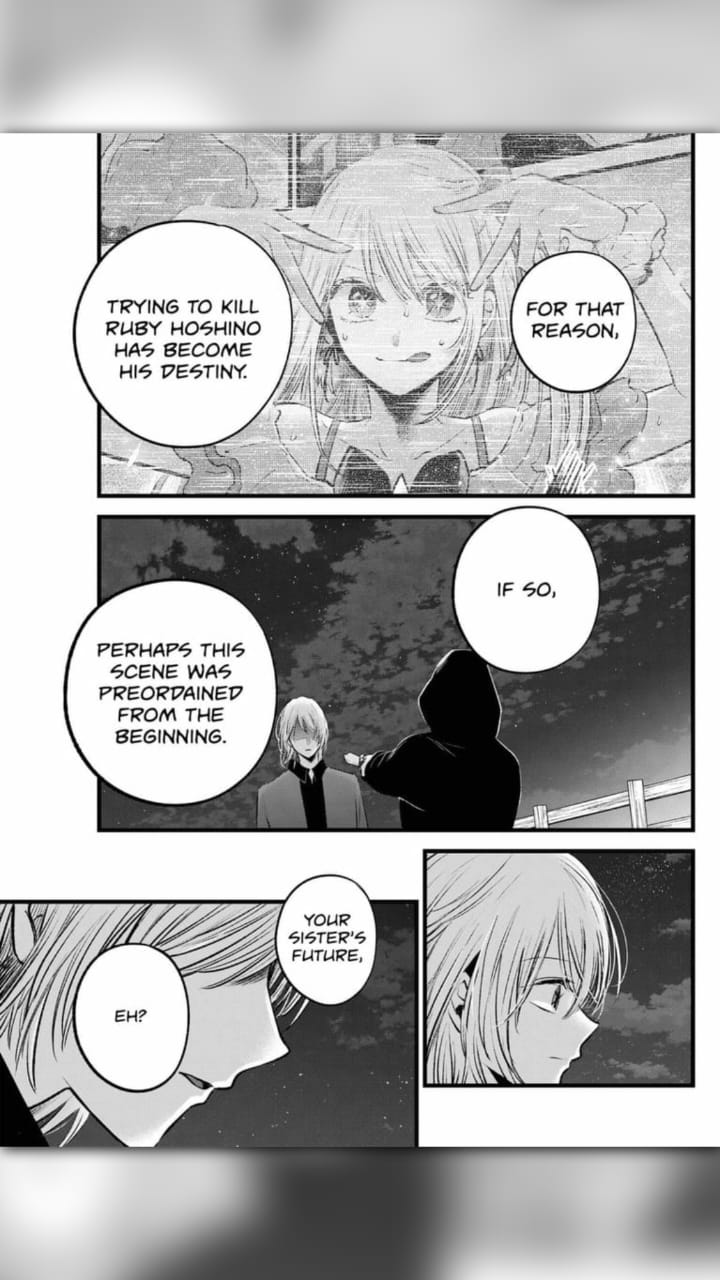 FOR THAT
REASON,
TRYING TO KILL
RUBY HOSHINO
HAS BECOME
HIS DESTINY.
IF SO,
PERHAPS THIS
SCENE WAS
PREORDAINED
FROM THE
BEGINNING.
YOUR
SISTER'S
FUTURE,
EH?